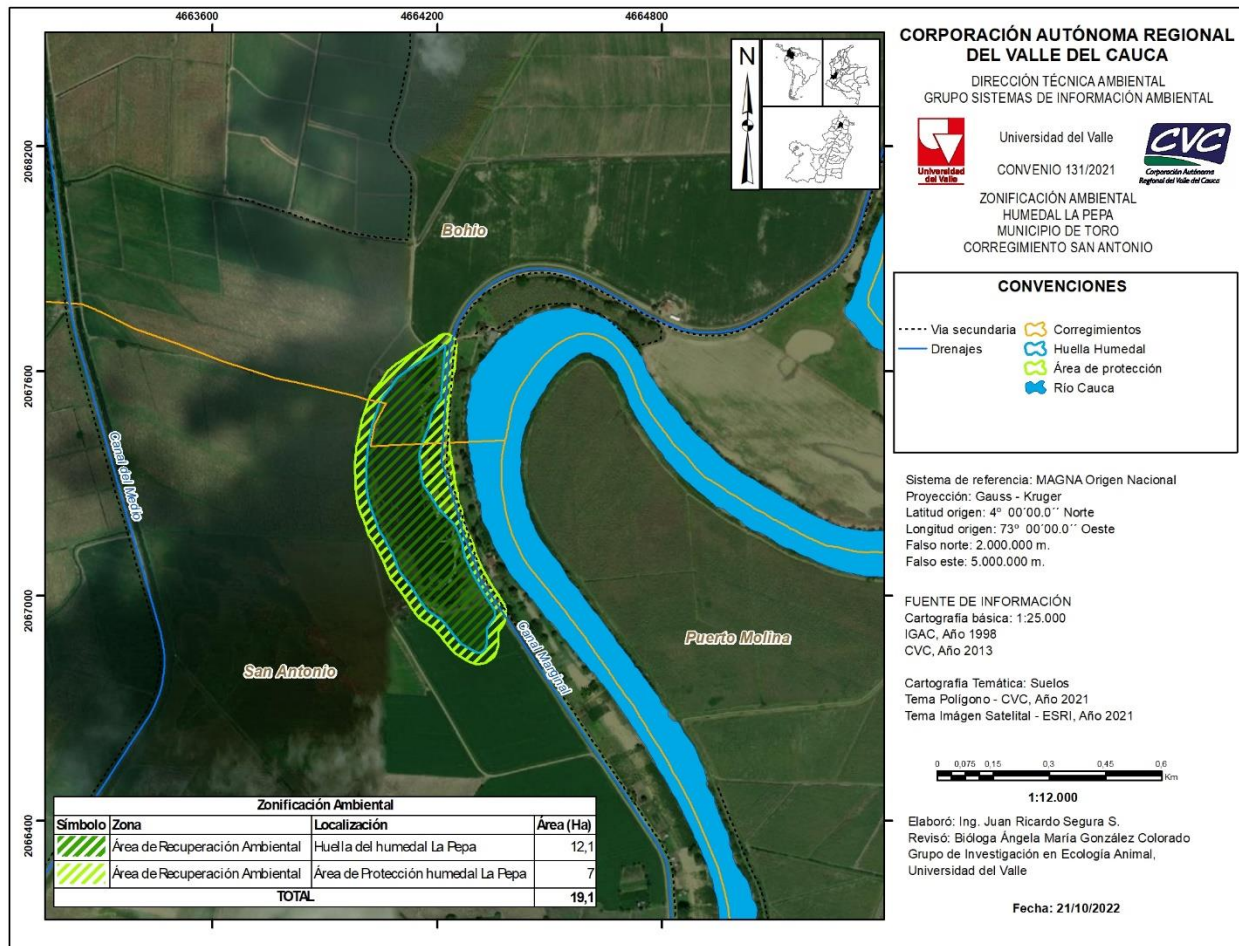 4663600 4664200 4664800
2068200
2067600
2067000
2066400
N
Bohio
Canal del Medio
San Antonio
Canal Marginal
Puerto Molina
Zonificación Ambiental
Símbolo Zona Localización Área (Ha)
Área de Recuperación Ambiental Huella del humedal La Pepa 12,1
Área de Recuperación Ambiental Área de Protección humedal La Pepa 7
TOTAL 19,1
CORPORACIÓN AUTÓNOMA REGIONAL
DEL VALLE DEL CAUCA
DIRECCIÓN TÉCNICA AMBIENTAL
GRUPO SISTEMAS DE INFORMACIÓN AMBIENTAL
Universidad
del Valle
Universidad del Valle
CONVENIO 131/2021
CVC
Corporación Autónoma
Regional del Valle del Cauca
ZONIFICACIÓN AMBIENTAL
HUMEDAL LA PEPA
MUNICIPIO DE TORO
CORREGIMIENTO SAN ANTONIO
CONVENCIONES
Via secundaria
Drenajes
Corregimientos
Huella Humedal
Área de protección
Río Cauca
Sistema de referencia: MAGNA Origen Nacional
Proyección: Gauss - Kruger
Latitud origen: 4° 00'00.0'' Norte
Longitud origen: 73° 00'00.0'' Oeste
Falso norte: 2.000.000 m.
Falso este: 5.000.000 m.
FUENTE DE INFORMACIÓN
Cartografía básica: 1:25.000
IGAC, Año 1998
CVC, Año 2013
Cartografía Temática: Suelos
Tema Polígono - CVC, Año 2021
Tema Imágen Satelital - ESRI, Año 2021
0 0,075 0,15 0,3 0,45 0,6
Km
1:12.000
Elaboró: Ing. Juan Ricardo Segura S.
Revisó: Bióloga Ángela María González Colorado
Grupo de Investigación en Ecología Animal,
Universidad del Valle
Fecha: 21/10/2022